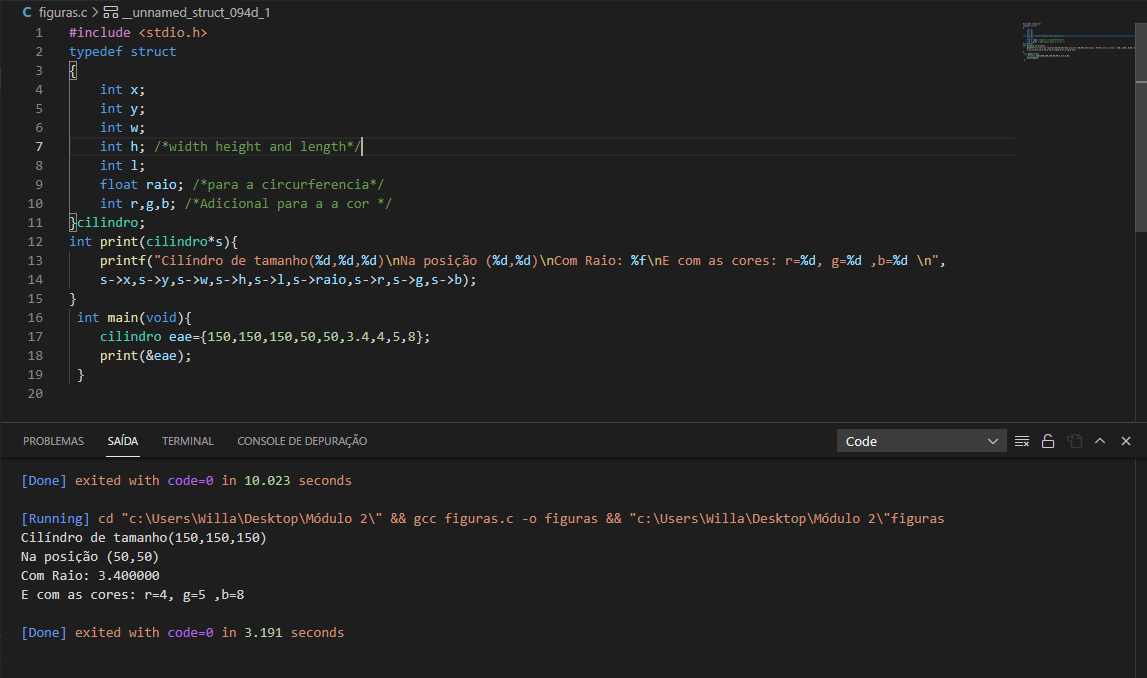 C figuras.c > __unnamed_struct_094d_1
1 #include <stdio.h>
2 typedef struct
3 {
4 int x;
5 int y;
6 int w;
7 int h; /*width height and length*/
8 int l;
9 float raio; /*para a circurferencia*/
10 int r,g,b; /*Adicional para a a cor */
11 }cilindro;
12 int print(cilindro*s){
13 printf("Cilíndro de tamanho(%d,%d,%d)\nNa posição (%d,%d)\nCom Raio: %f\nE com as cores: r=%d, g=%d ,b=%d \n",
14 s->x,s->y,s->w,s->h,s->l,s->raio,s->r,s->g,s->b);
15 }
16 int main(void){
17 cilindro eae={150,150,150,50,50,3.4,4,5,8};
18 print(&eae);
19 }
20
PROBLEMAS SAÍDA TERMINAL CONSOLE DE DEPURAÇÃO Code
[Done] exited with code=0 in 10.023 seconds
[Running] cd "c:\Users\Willa\Desktop\Módulo 2\" && gcc figuras.c -o figuras && "c:\Users\Willa\Desktop\Módulo 2\"figuras
Cilíndro de tamanho(150,150,150)
Na posição (50,50)
Com Raio: 3.400000
E com as cores: r=4, g=5 ,b=8
[Done] exited with code=0 in 3.191 seconds